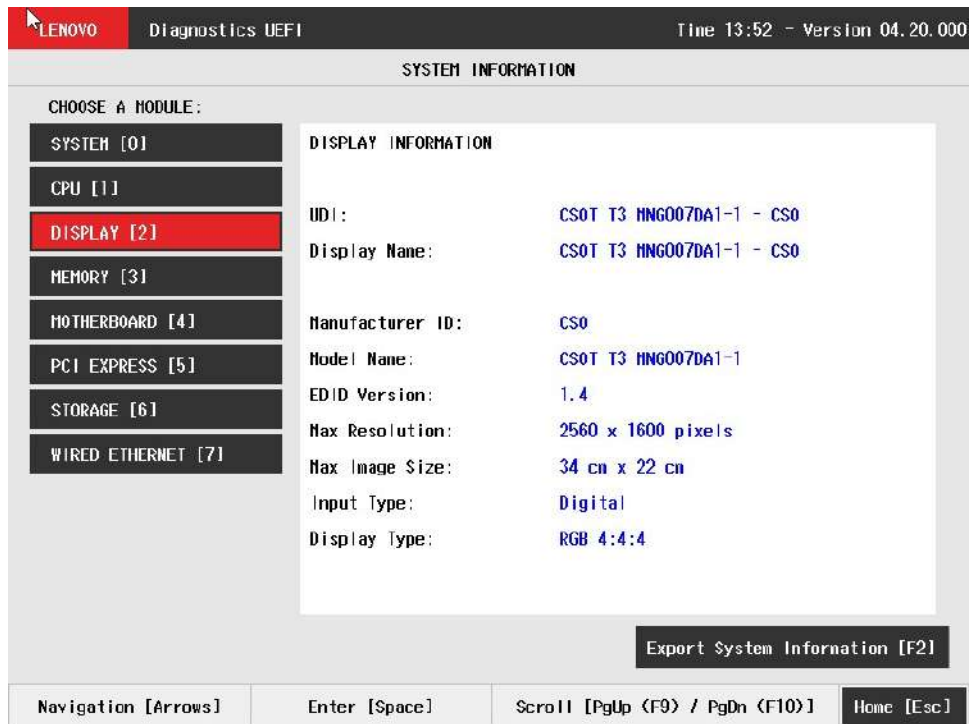 LENOVO Diagnostics UEFI Time 13:52 - Version 04.20.000
SYSTEM INFORMATION
CHOOSE A MODULE:
SYSTEM [0]
CPU [1]
DISPLAY [2]
MEMORY [3]
MOTHERBOARD [4]
PCI EXPRESS [5]
STORAGE [6]
WIRED ETHERNET [7]
DISPLAY INFORMATION
UDI: CSOT T3 MNG007DA1-1 - CSO
Display Name: CSOT T3 MNG007DA1-1 - CSO
Manufacturer ID: CSO
Model Name: CSOT T3 MNG007DA1-1
EDID Version: 1.4
Max Resolution: 2560 x 1600 pixels
Max Image Size: 34 cm x 22 cm
Input Type: Digital
Display Type: RGB 4:4:4
Export System Information [F2]
Navigation [Arrows] Enter [Space] Scroll [PgUp (F9) / PgDn (F10)] Home [Esc]